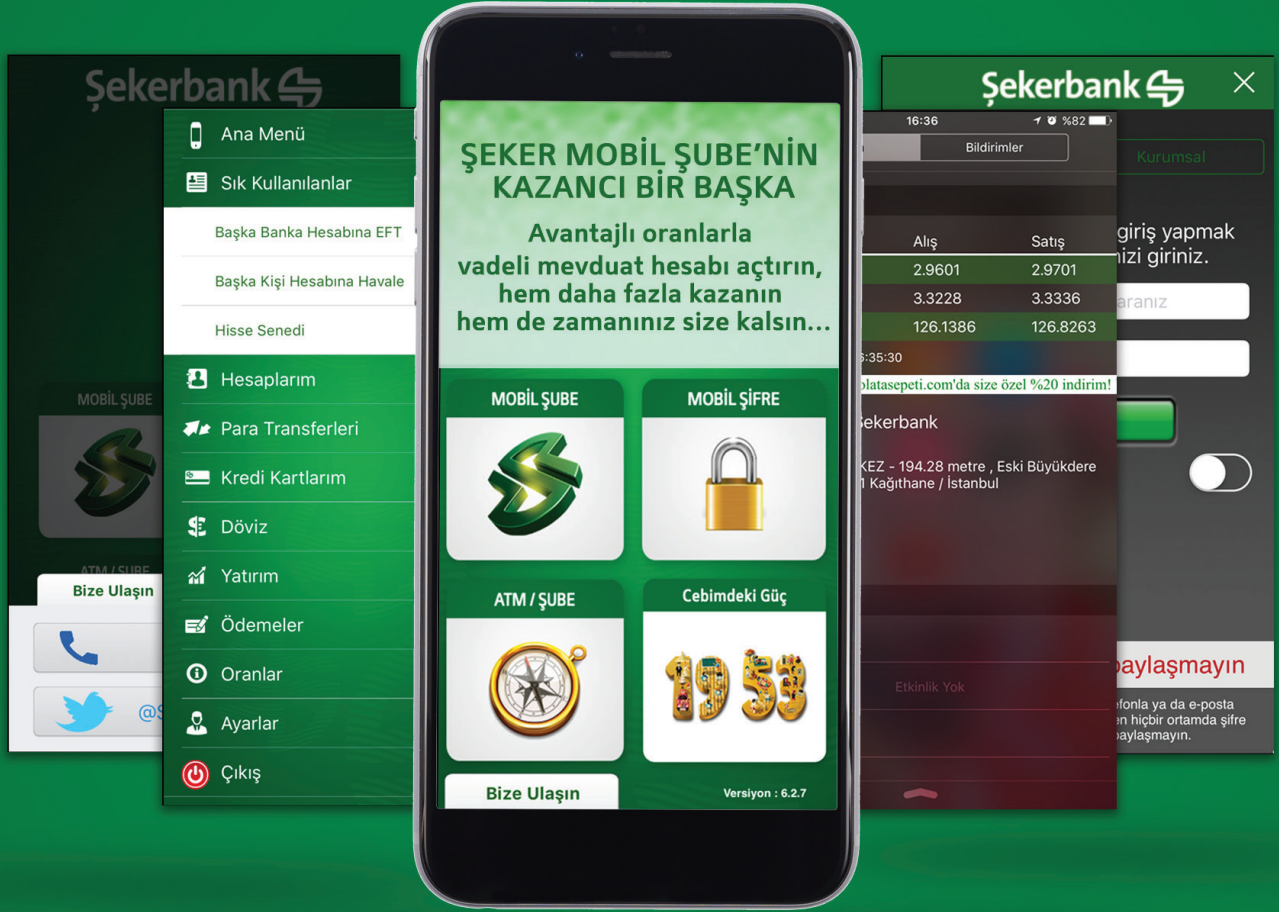 Şekerbank
MOBİL ŞUBE
ATM / ŞUBE
Bize Ulaşın
Ana Menü
Sık Kullanılanlar
Başka Banka Hesabına EFT
Başka Kişi Hesabına Havale
Hisse Senedi
Hesaplarım
Para Transferleri
Kredi Kartlarım
Döviz
Yatırım
Ödemeler
Oranlar
Ayarlar
Çıkış
ŞEKER MOBİL ŞUBE’NİN
KAZANCI BİR BAŞKA
Avantajlı oranlarla
vadeli mevduat hesabı açtırın,
hem daha fazla kazanın
hem de zamanınız size kalsın...
MOBİL ŞUBE
MOBİL ŞİFRE
ATM / ŞUBE
Cebimdeki Güç
1953
Bize Ulaşın
Versiyon : 6.2.7
16:36 %82
Bildirimler
Alış Satış
2.9601 2.9701
3.3228 3.3336
126.1386 126.8263
:35:30
olatasepeti.com'da size özel %20 indirim!
ekerbank
KEZ - 194.28 metre , Eski Büyükdere
1 Kağıthane / İstanbul
Etkinlik Yok
Şekerbank
Kurumsal
giriş yapmak
izi giriniz.
aranız
paylaşmayın
efonla ya da e-posta
en hiçbir ortamda şifre
paylaşmayın.